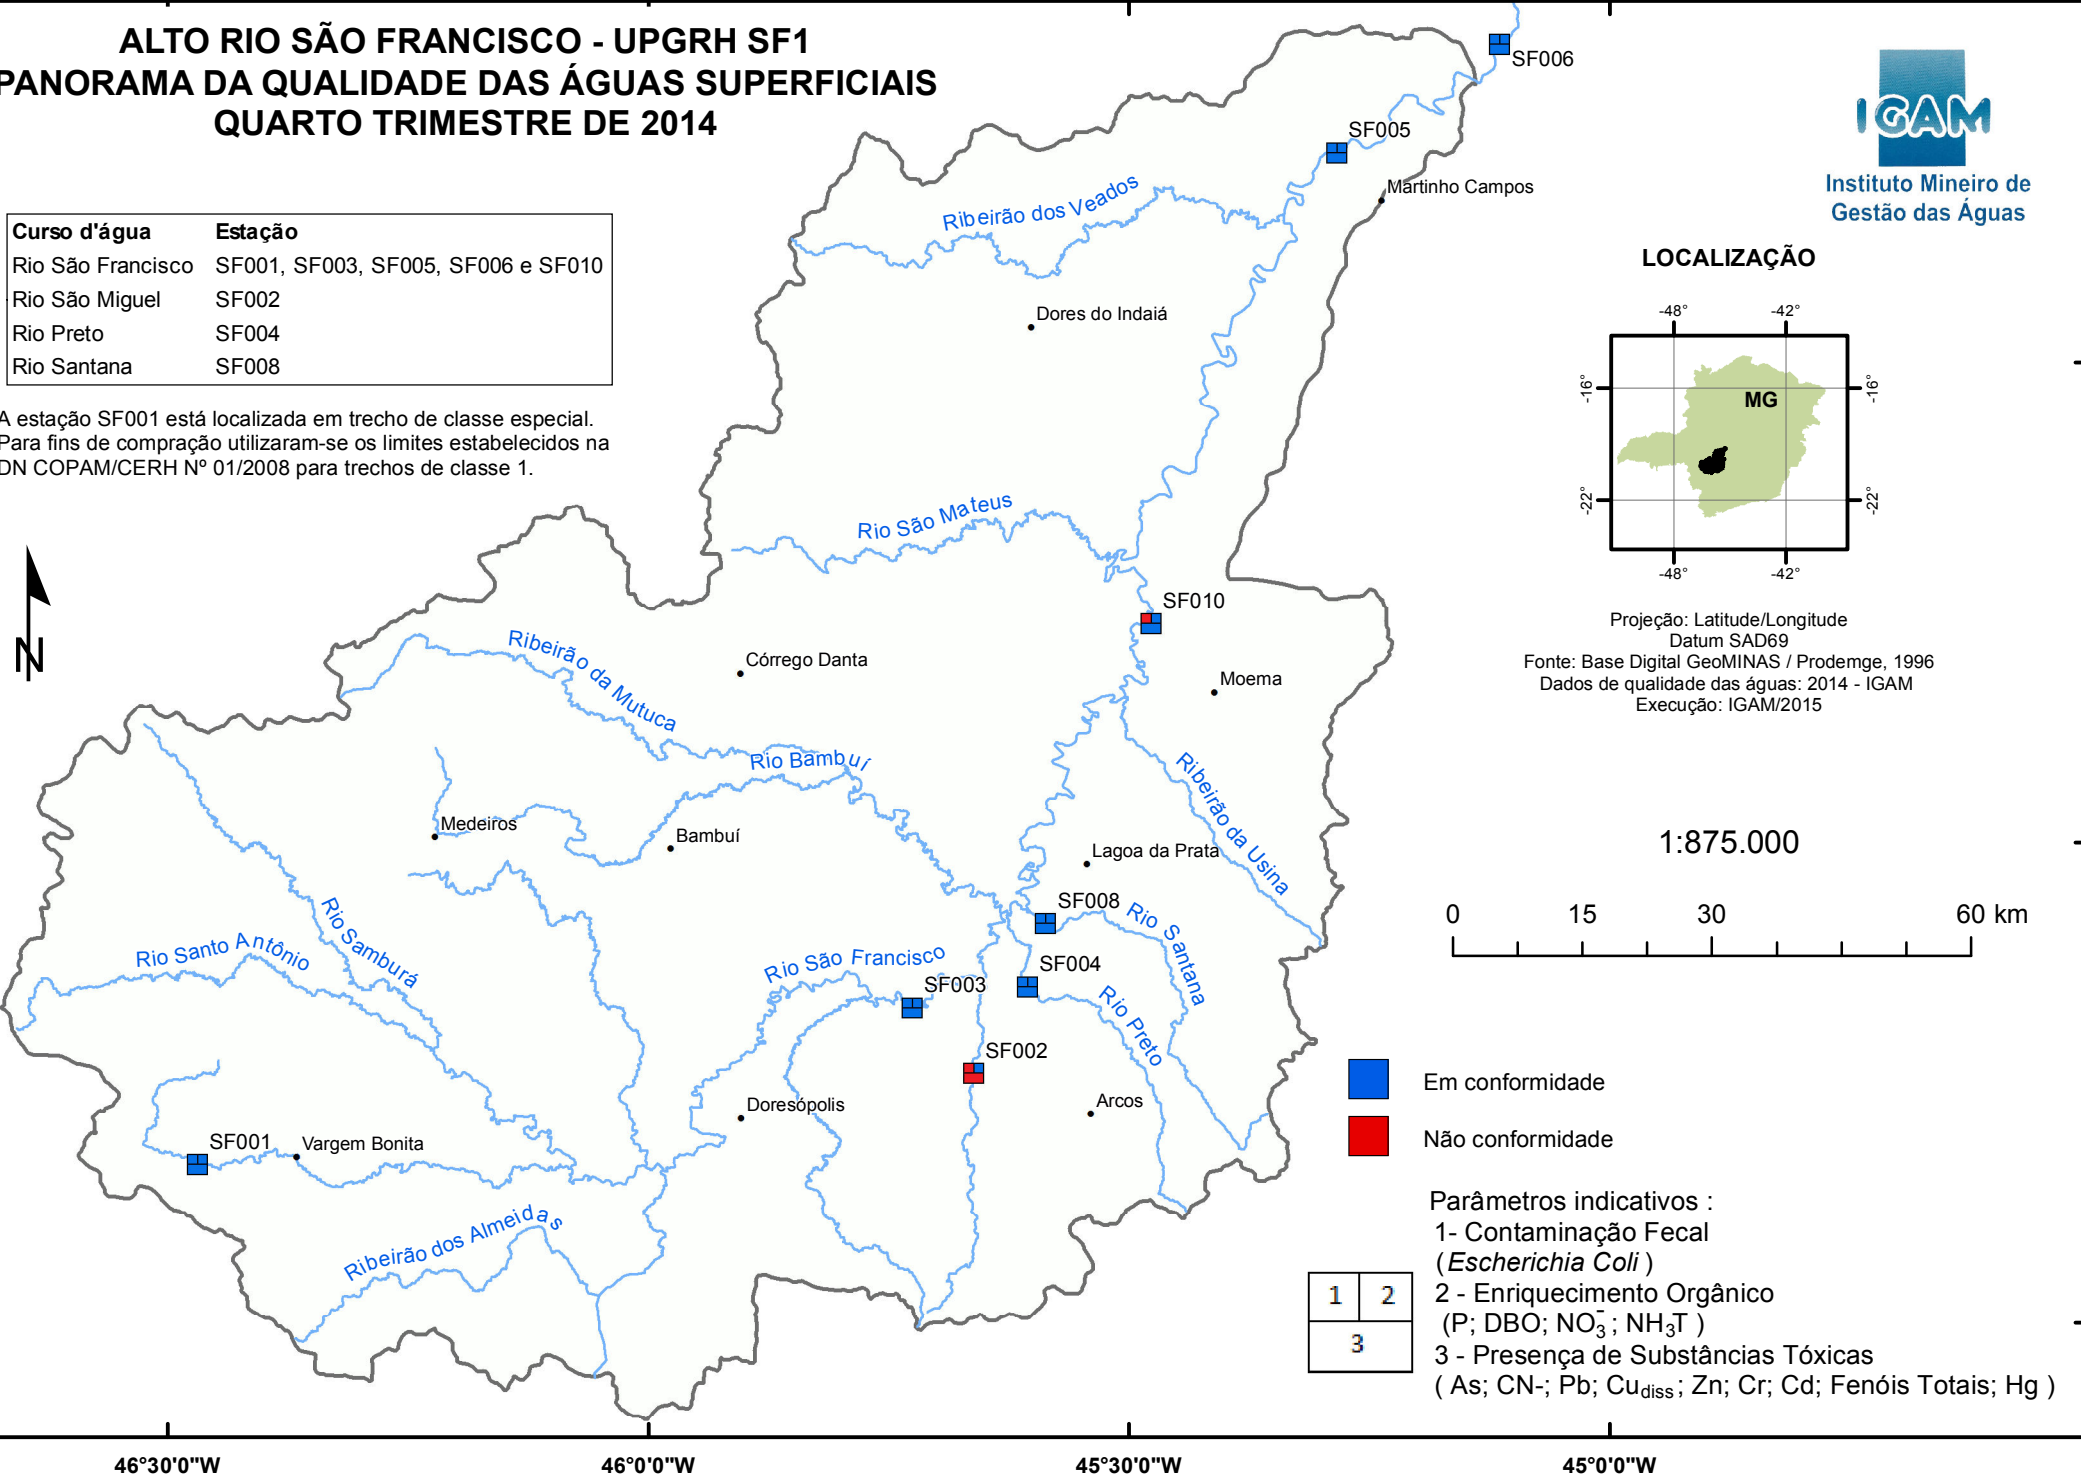 ALTO RIO SÃO FRANCISCO - UPGRH SF1
PANORAMA DA QUALIDADE DAS ÁGUAS SUPERFICIAIS
QUARTO TRIMESTRE DE 2014
Curso d'água Estação
Rio São Francisco SF001, SF003, SF005, SF006 e SF010
Rio São Miguel SF002
Rio Preto SF004
Rio Santana SF008
A estação SF001 está localizada em trecho de classe especial.
Para fins de compração utilizaram-se os limites estabelecidos na
DN COPAM/CERH Nº 01/2008 para trechos de classe 1.
N
SF006
SF005
Martinho Campos
Ribeirão dos Veados
Dores do Indaiá
Rio São Mateus
SF010
Ribeirão da Mutuca
Córrego Danta
Moema
Rio Bambuí
Ribeirão da Usina
Medeiros
Bambuí
Lagoa da Prata
SF008
Rio Santana
Rio Samburá
Rio Santo Antônio
Rio São Francisco
SF003
SF004
Rio Preto
SF002
Doresópolis
Arcos
SF001
Vargem Bonita
Ribeirão dos Almeidas
IGAM
Instituto Mineiro de
Gestão das Águas
LOCALIZAÇÃO
-48° -42°
-16° -16°
MG
-22° -22°
-48° -42°
Projeção: Latitude/Longitude
Datum SAD69
Fonte: Base Digital GeoMINAS / Prodemge, 1996
Dados de qualidade das águas: 2014 - IGAM
Execução: IGAM/2015
1:875.000
0 15 30 60 km
Em conformidade
Não conformidade
Parâmetros indicativos :
1- Contaminação Fecal
(Escherichia Coli )
2 - Enriquecimento Orgânico
(P; DBO; NO₃⁻; NH₃T )
3 - Presença de Substâncias Tóxicas
( As; CN-; Pb; Cudiss; Zn; Cr; Cd; Fenóis Totais; Hg )
1 2
3
46°30'0"W 46°0'0"W 45°30'0"W 45°0'0"W